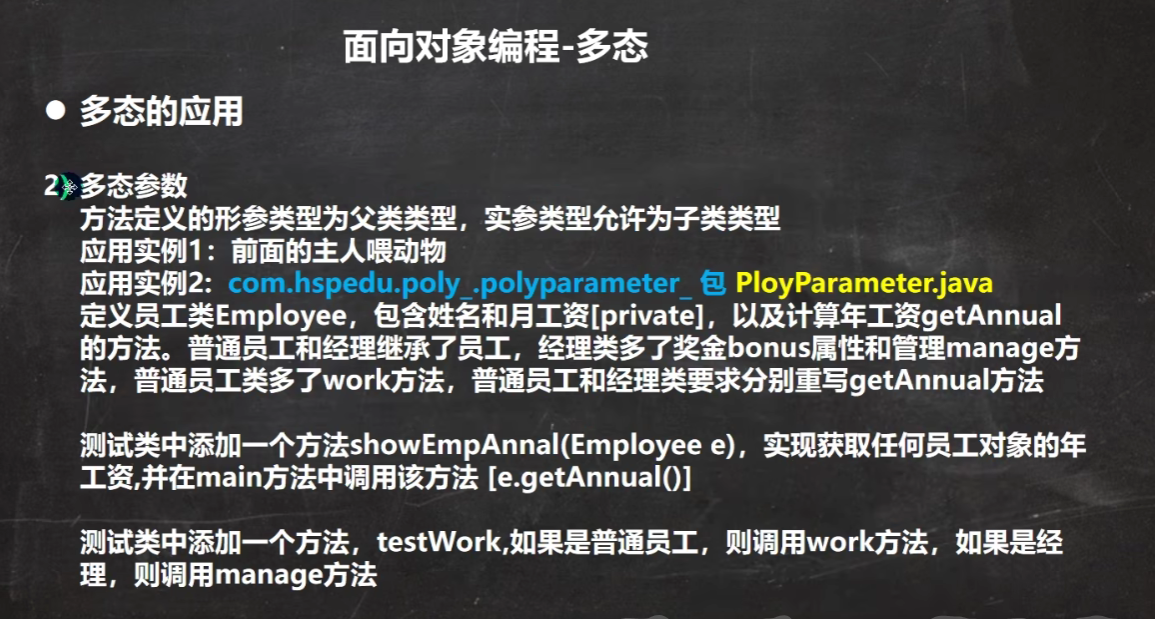 面向对象编程-多态
● 多态的应用
2 多态参数
方法定义的形参类型为父类类型，实参类型允许为子类类型
应用实例1：前面的主人喂动物
应用实例2: com.hspedu.poly_.polyparameter_ 包 PloyParameter.java
定义员工类Employee，包含姓名和月工资[private]，以及计算年工资getAnnual
的方法。普通员工和经理继承了员工，经理类多了奖金bonus属性和管理manage方
法，普通员工类多了work方法，普通员工和经理类要求分别重写getAnnual方法
测试类中添加一个方法showEmpAnnal(Employee e)，实现获取任何员工对象的年
工资,并在main方法中调用该方法 [e.getAnnual()]
测试类中添加一个方法，testWork,如果是普通员工，则调用work方法，如果是经
理，则调用manage方法